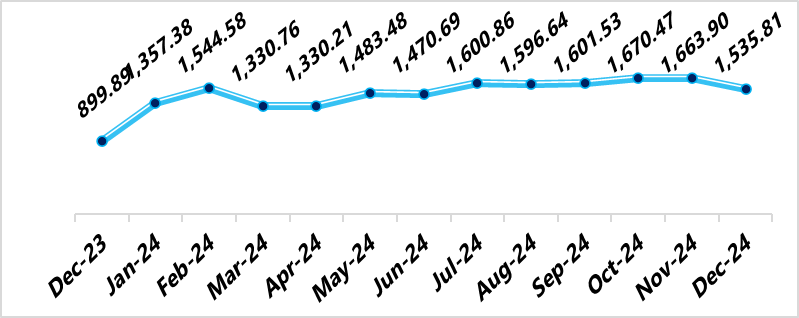 899.89
1,357.38
1,544.58
1,330.76
1,330.21
1,483.48
1,470.69
1,600.86
1,596.64
1,601.53
1,670.47
1,663.90
1,535.81
Dec-23
Jan-24
Feb-24
Mar-24
Apr-24
May-24
Jun-24
Jul-24
Aug-24
Sep-24
Oct-24
Nov-24
Dec-24